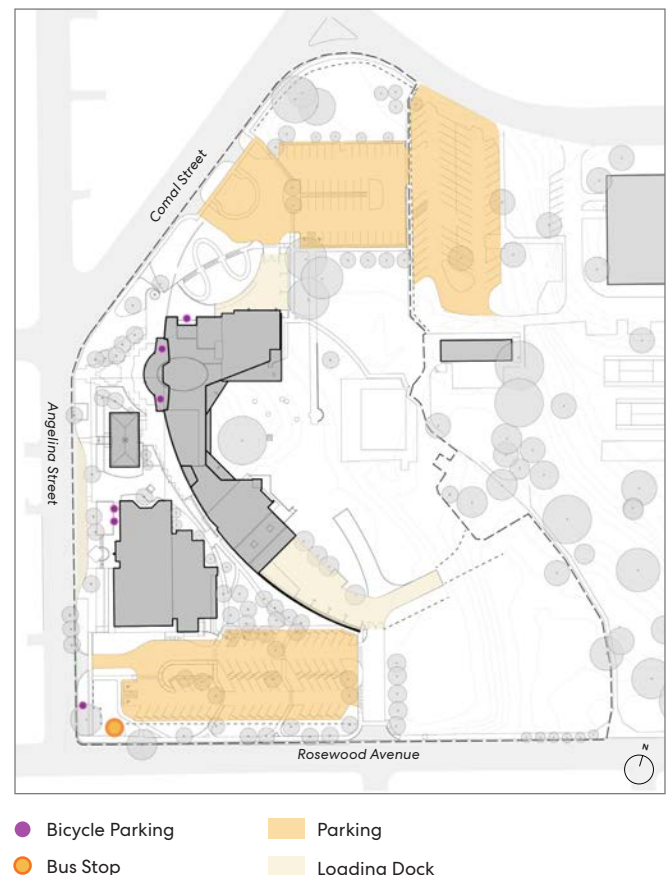 Comal Street
Angelina Street
Rosewood Avenue
N
Bicycle Parking
Parking
Bus Stop
Loading Dock